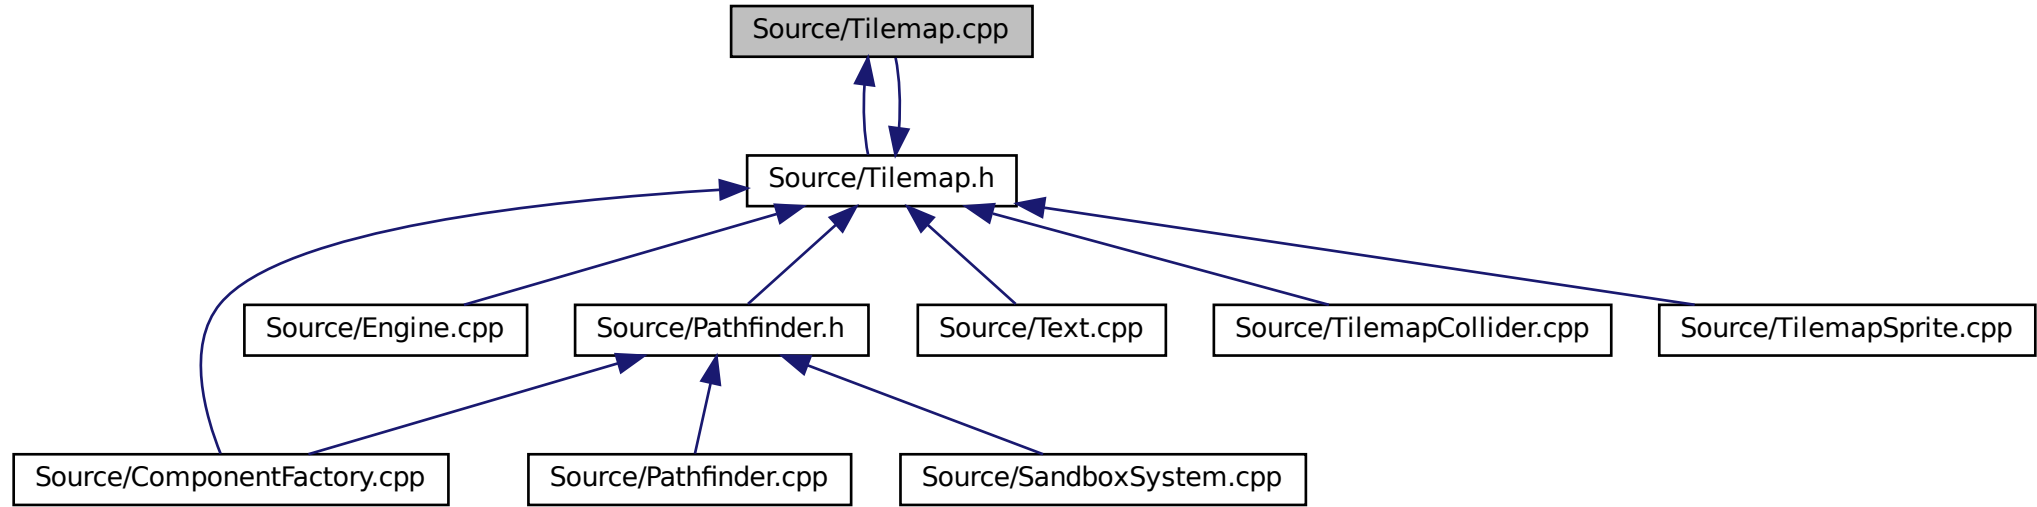 Source/Tilemap.cpp
Source/Tilemap.h
Source/Engine.cpp
Source/Pathfinder.h
Source/Text.cpp
Source/TilemapCollider.cpp
Source/TilemapSprite.cpp
Source/ComponentFactory.cpp
Source/Pathfinder.cpp
Source/SandboxSystem.cpp